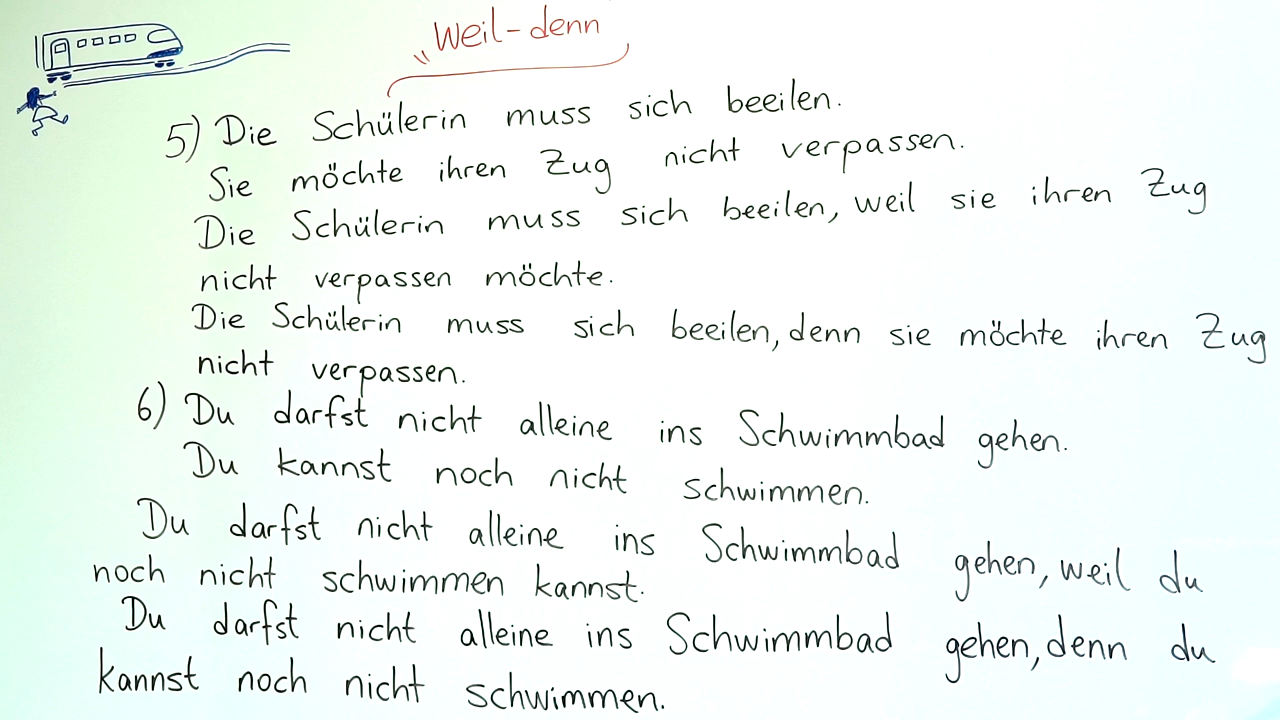 "Weil-denn
5) Die Schülerin muss sich beeilen.
Sie möchte ihren Zug nicht verpassen.
Die Schülerin muss sich beeilen, weil sie ihren Zug
nicht verpassen möchte.
Die Schülerin muss sich beeilen, denn sie möchte ihren Zug
nicht verpassen.
6) Du darfst nicht alleine ins Schwimmbad gehen.
Du kannst noch nicht schwimmen.
Du darfst nicht alleine ins Schwimmbad gehen, weil du
noch nicht schwimmen kannst.
Du darfst nicht alleine ins Schwimmbad gehen, denn du
kannst noch nicht schwimmen.